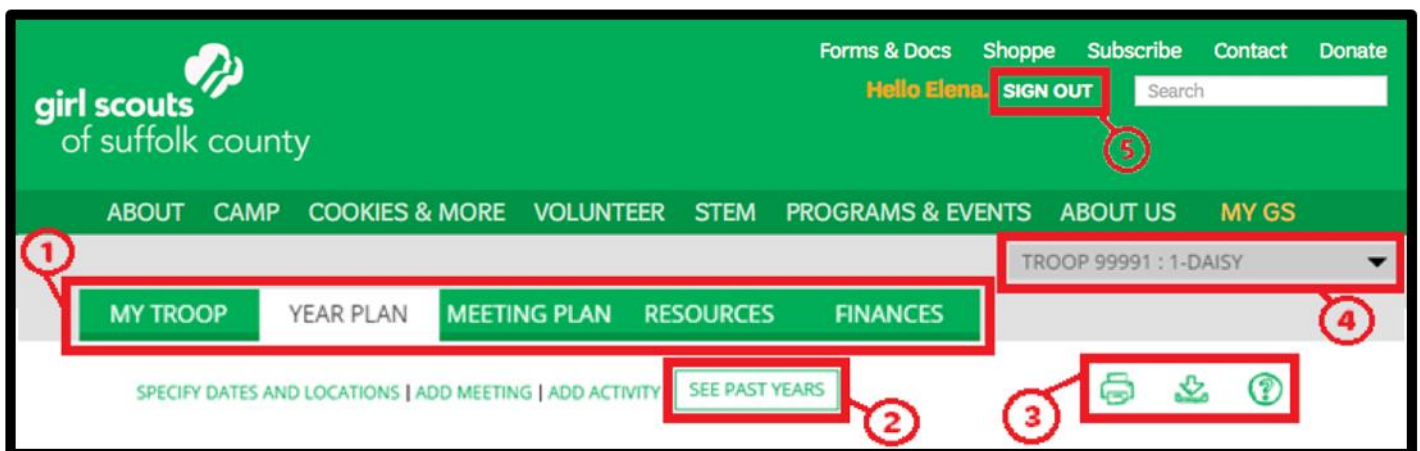 Forms & Docs Shoppe Subscribe Contact Donate
Hello Elena. SIGN OUT Search
girl scouts
of suffolk county
5
ABOUT CAMP COOKIES & MORE VOLUNTEER STEM PROGRAMS & EVENTS ABOUT US MY GS
1
TROOP 99991 : 1-DAISY
MY TROOP YEAR PLAN MEETING PLAN RESOURCES FINANCES
4
SPECIFY DATES AND LOCATIONS | ADD MEETING | ADD ACTIVITY SEE PAST YEARS
?
2
3